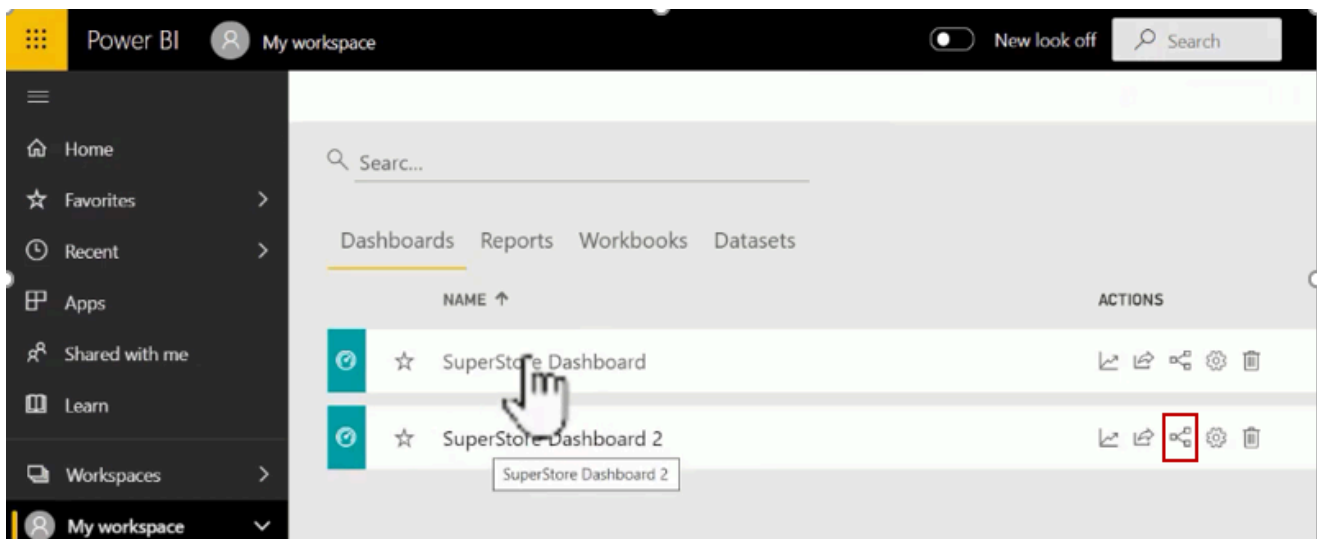 Power BI My workspace New look off Search
Home
Favorites
Recent
Apps
Shared with me
Learn
Workspaces
My workspace
Searc...
Dashboards Reports Workbooks Datasets
NAME ACTIONS
SuperStore Dashboard
SuperStore Dashboard 2
SuperStore Dashboard 2